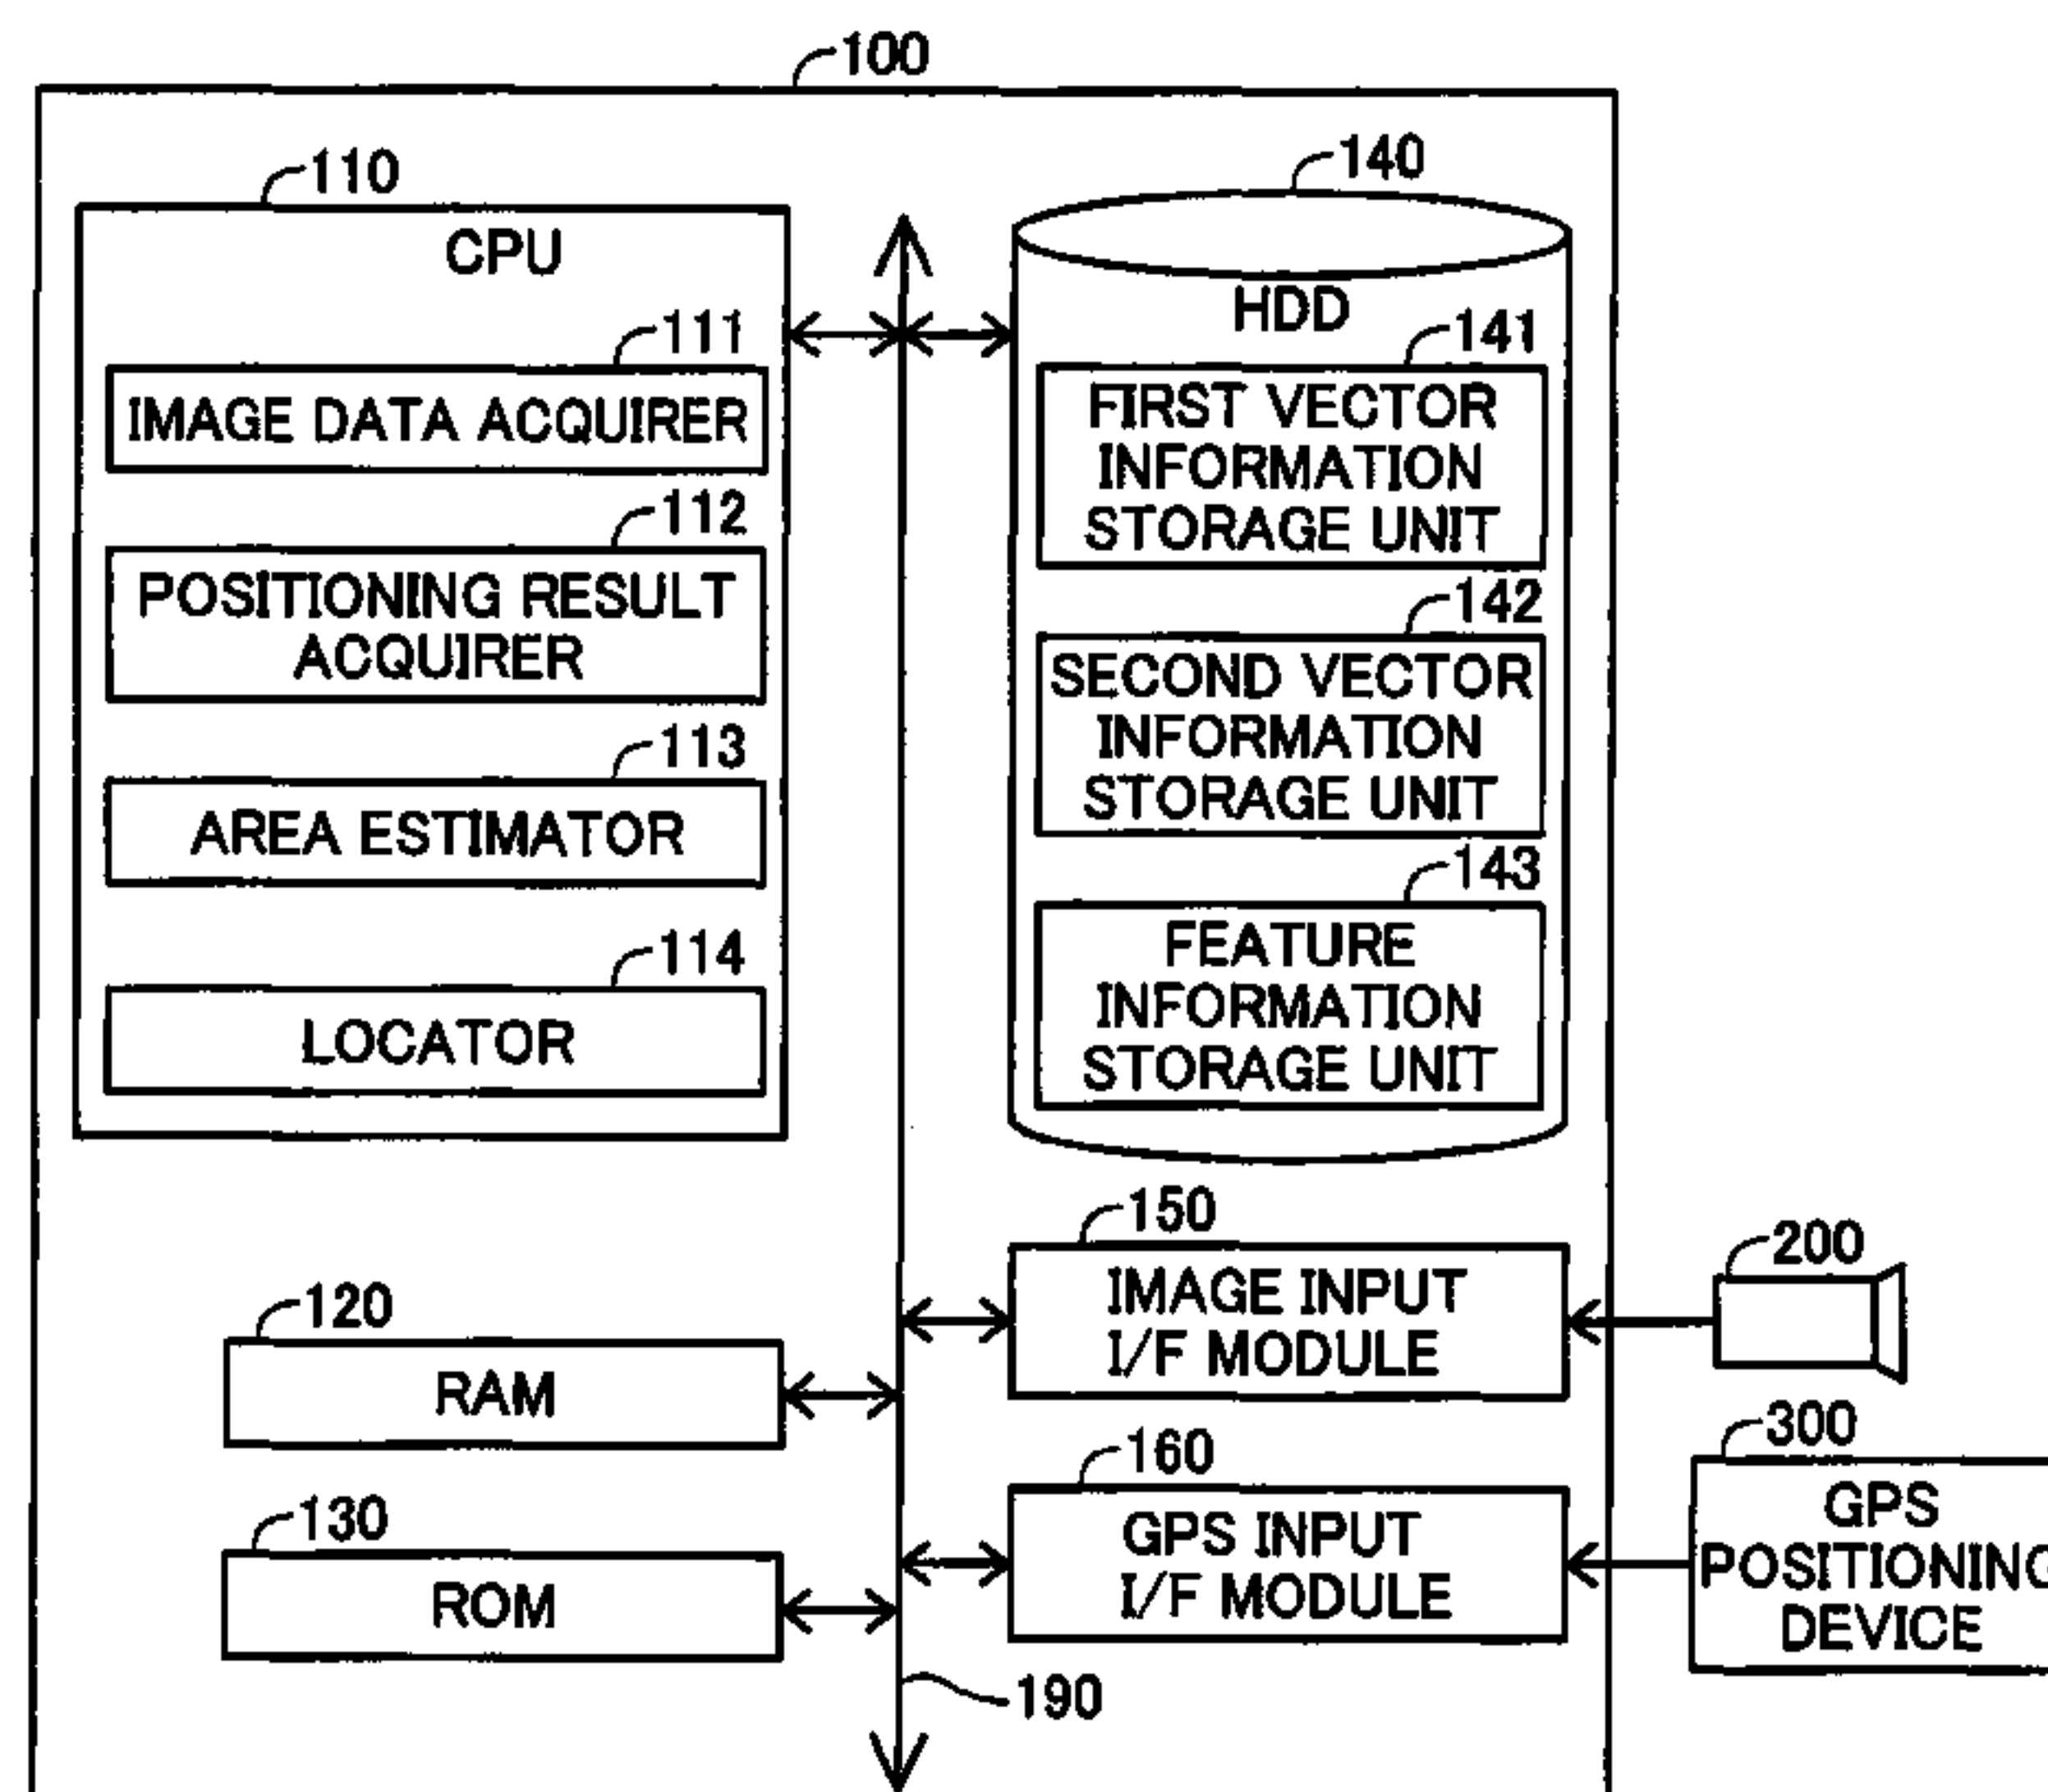 100
110
CPU
111
IMAGE DATA ACQUIRER
112
POSITIONING RESULT
ACQUIRER
113
AREA ESTIMATOR
114
LOCATOR
140
HDD
141
FIRST VECTOR
INFORMATION
STORAGE UNIT
142
SECOND VECTOR
INFORMATION
STORAGE UNIT
143
FEATURE
INFORMATION
STORAGE UNIT
120
RAM
130
ROM
150
IMAGE INPUT
I/F MODULE
160
GPS INPUT
I/F MODULE
190
200
300
GPS
POSITIONING
DEVICE